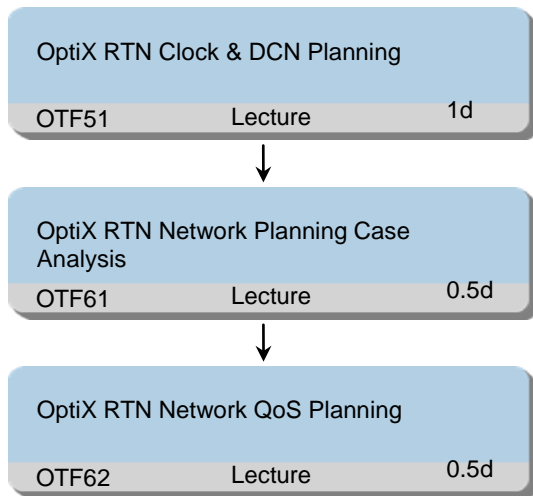 OptiX RTN Clock & DCN Planning
OTF51 Lecture 1d
OptiX RTN Network Planning Case
Analysis
OTF61 Lecture 0.5d
OptiX RTN Network QoS Planning
OTF62 Lecture 0.5d